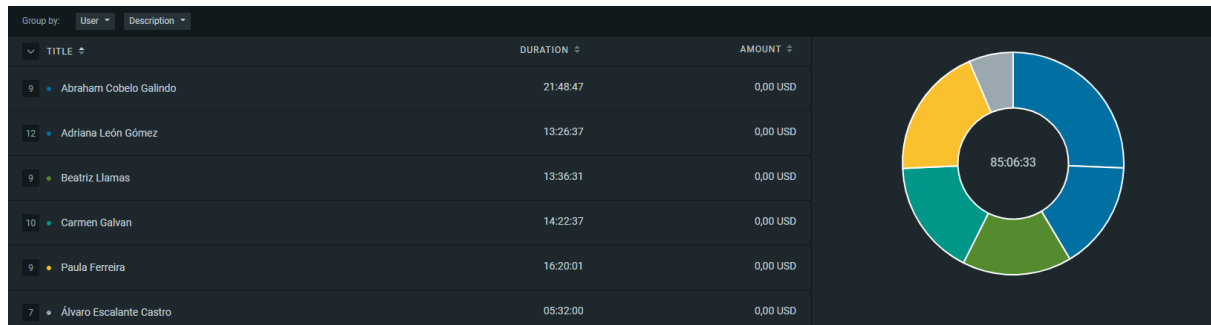 Group by: User Description
TITLE DURATION AMOUNT
9 Abraham Cobelo Galindo 21:48:47 0,00 USD
12 Adriana León Gómez 13:26:37 0,00 USD
9 Beatriz Llamas 13:36:31 0,00 USD
10 Carmen Galvan 14:22:37 0,00 USD
9 Paula Ferreira 16:20:01 0,00 USD
7 Álvaro Escalante Castro 05:32:00 0,00 USD
85:06:33